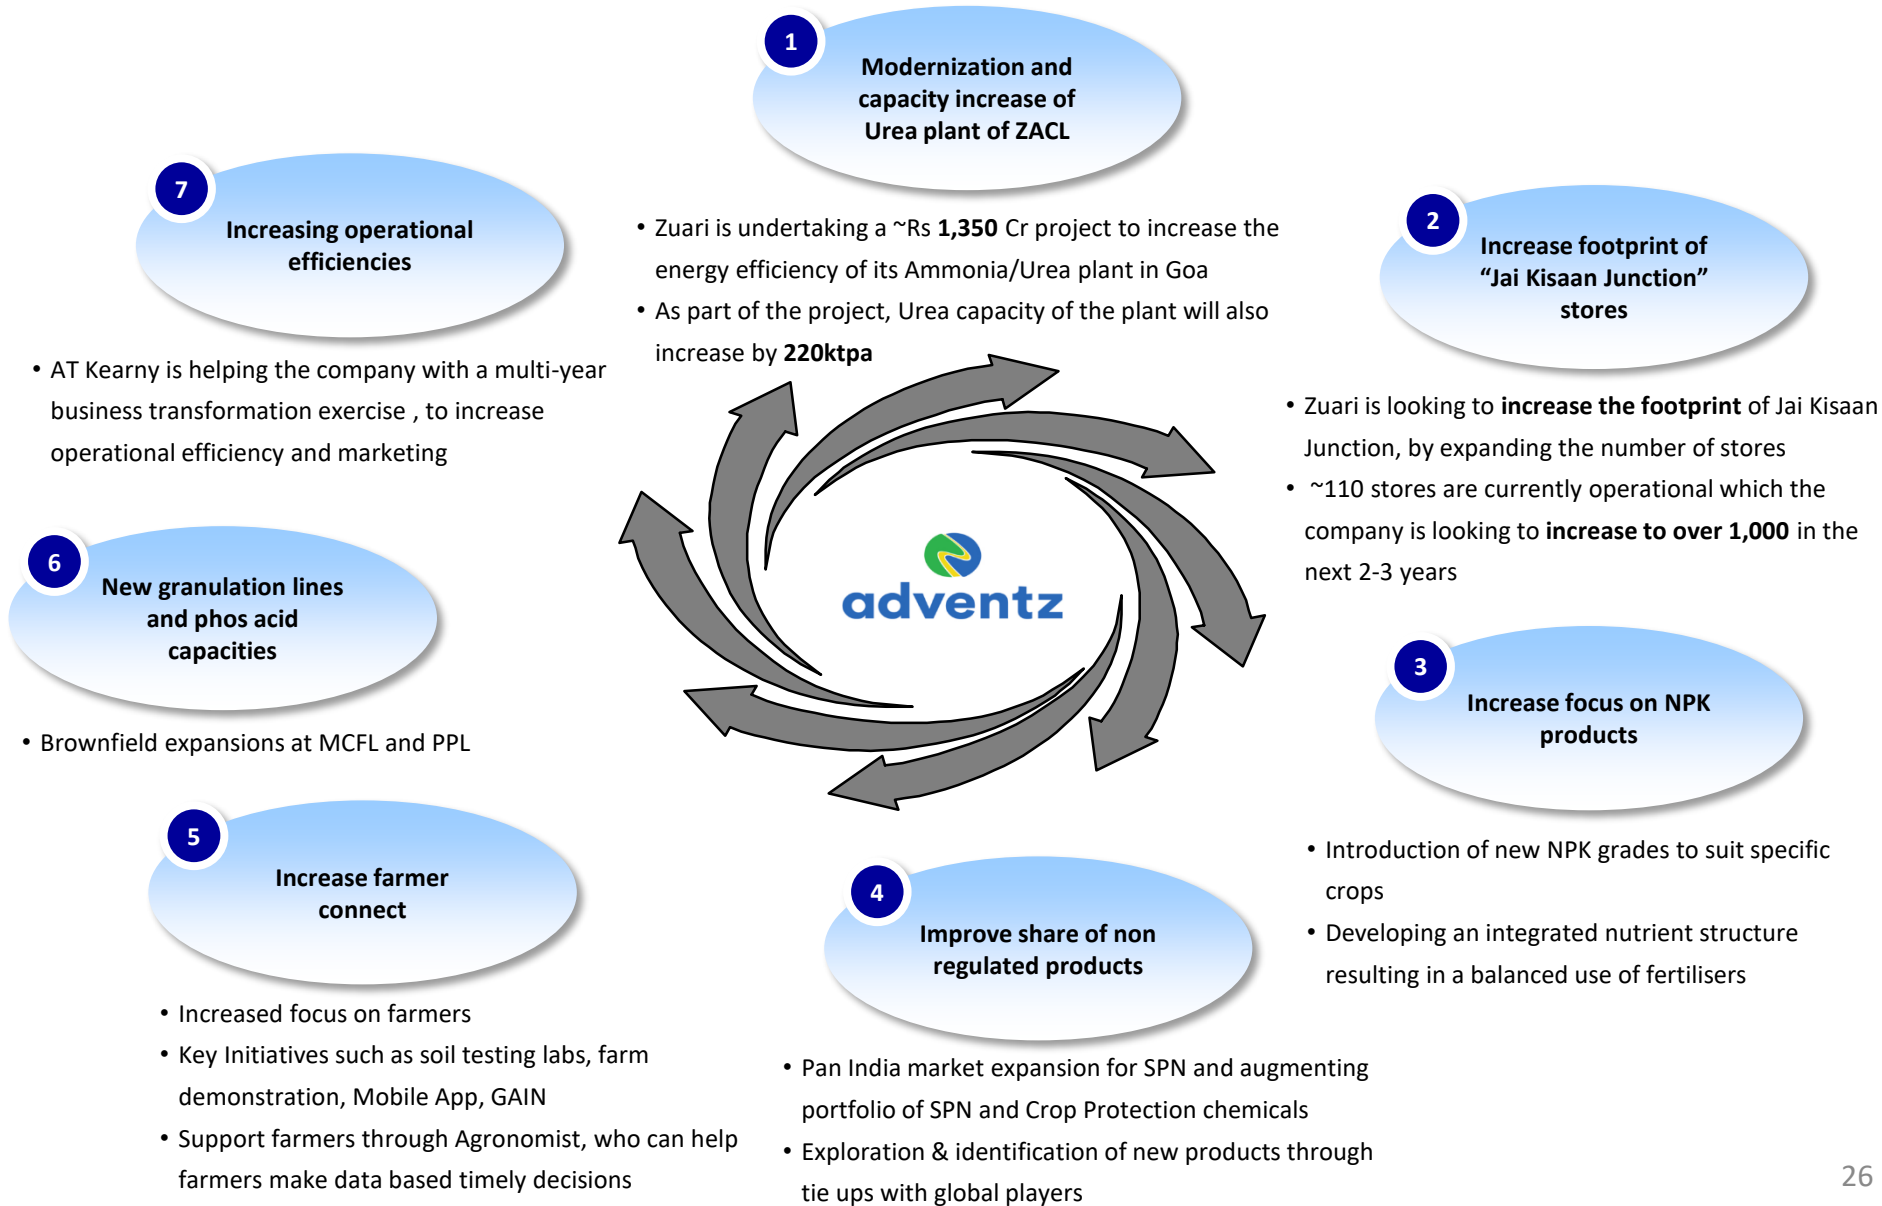 1
Modernization and
capacity increase of
Urea plant of ZACL
• Zuari is undertaking a ~Rs 1,350 Cr project to increase the
energy efficiency of its Ammonia/Urea plant in Goa
• As part of the project, Urea capacity of the plant will also
increase by 220ktpa
2
Increase footprint of
“Jai Kisaan Junction”
stores
• Zuari is looking to increase the footprint of Jai Kisaan
Junction, by expanding the number of stores
• ~110 stores are currently operational which the
company is looking to increase to over 1,000 in the
next 2-3 years
3
Increase focus on NPK
products
• Introduction of new NPK grades to suit specific
crops
• Developing an integrated nutrient structure
resulting in a balanced use of fertilisers
4
Improve share of non
regulated products
• Pan India market expansion for SPN and augmenting
portfolio of SPN and Crop Protection chemicals
• Exploration & identification of new products through
tie ups with global players
5
Increase farmer
connect
• Increased focus on farmers
• Key Initiatives such as soil testing labs, farm
demonstration, Mobile App, GAIN
• Support farmers through Agronomist, who can help
farmers make data based timely decisions
6
New granulation lines
and phos acid
capacities
• Brownfield expansions at MCFL and PPL
7
Increasing operational
efficiencies
• AT Kearny is helping the company with a multi-year
business transformation exercise , to increase
operational efficiency and marketing
adventz
26